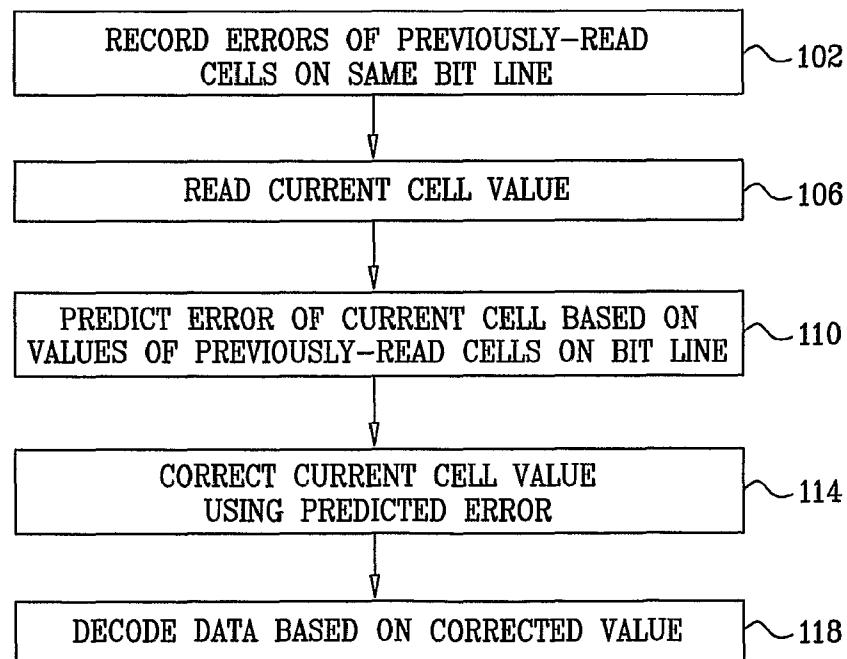 RECORD ERRORS OF PREVIOUSLY-READ
CELLS ON SAME BIT LINE
102
READ CURRENT CELL VALUE
106
PREDICT ERROR OF CURRENT CELL BASED ON
VALUES OF PREVIOUSLY-READ CELLS ON BIT LINE
110
CORRECT CURRENT CELL VALUE
USING PREDICTED ERROR
114
DECODE DATA BASED ON CORRECTED VALUE
118